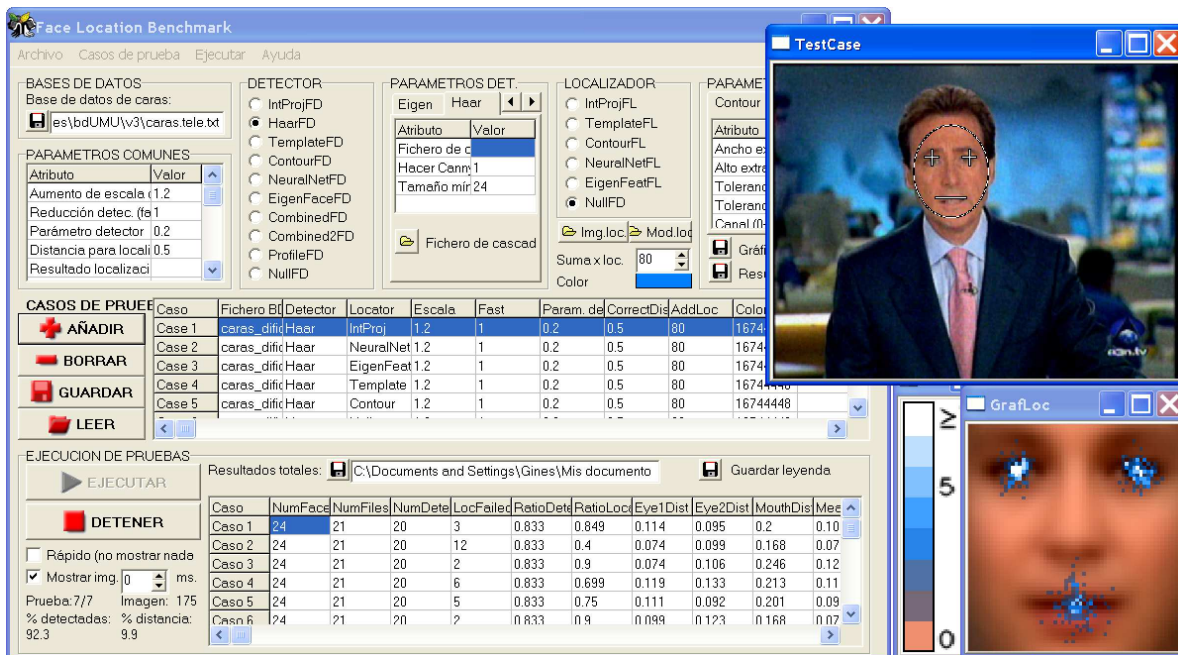 Face Location Benchmark
Archivo Casos de prueba Ejecutar Ayuda
BASES DE DATOS
Base de datos de caras:
es\bdUMU\v3\caras.tele.txt
PARAMETROS COMUNES
Atributo Valor
Aumento de escala 1.2
Reducción detec. (fa 1
Parámetro detector 0.2
Distancia para locali 0.5
Resultado localizaci
DETECTOR
IntProjFD
HaarFD
TemplateFD
ContourFD
NeuralNetFD
EigenFaceFD
CombinedFD
Combined2FD
ProfileFD
NullFD
PARAMETROS DET.
Eigen Haar
Atributo Valor
Fichero de c
Hacer Canny 1
Tamaño mír 24
Fichero de cascad
LOCALIZADOR
IntProjFL
TemplateFL
ContourFL
NeuralNetFL
EigenFeatFL
NullFD
Img.loc. Mod.loc
Suma x loc. 80
Color
PARAMET
Contour
Atributo
Ancho ex
Alto extra
Toleranc
Toleranc
Canal (0-
Gráfi
Res
TestCase
a3n.tv
CASOS DE PRUEB
AÑADIR
BORRAR
GUARDAR
LEER
Caso Fichero BD Detector Locator Escala Fast Param. de CorrectDis AddLoc Color
Case 1 caras_dific Haar IntProj 1.2 1 0.2 0.5 80 1674
Case 2 caras_dific Haar NeuralNet 1.2 1 0.2 0.5 80 1674
Case 3 caras_dific Haar EigenFeat 1.2 1 0.2 0.5 80 1674
Case 4 caras_dific Haar Template 1.2 1 0.2 0.5 80 16744448
Case 5 caras_dific Haar Contour 1.2 1 0.2 0.5 80 16744448
EJECUCION DE PRUEBAS
EJECUTAR
DETENER
Rápido (no mostrar nada
Mostrar img. 0 ms.
Prueba:7/7 Imagen: 175
% detectadas: % distancia:
92.3 9.9
Resultados totales: C:\Documents and Settings\Gines\Mis documento Guardar leyenda
Caso NumFace NumFiles NumDete LocFailed RatioDete RatioLoca Eye1Dist Eye2Dist MouthDis Mea
Caso 1 24 21 20 3 0.833 0.849 0.114 0.095 0.2 0.10
Caso 2 24 21 20 12 0.833 0.4 0.074 0.099 0.168 0.07
Caso 3 24 21 20 2 0.833 0.9 0.074 0.106 0.246 0.12
Caso 4 24 21 20 6 0.833 0.699 0.119 0.133 0.213 0.11
Caso 5 24 21 20 5 0.833 0.75 0.111 0.092 0.201 0.09
Caso 6 24 21 20 2 0.833 0.9 0.099 0.123 0.168 0.07
GrafLoc
≥
5
0